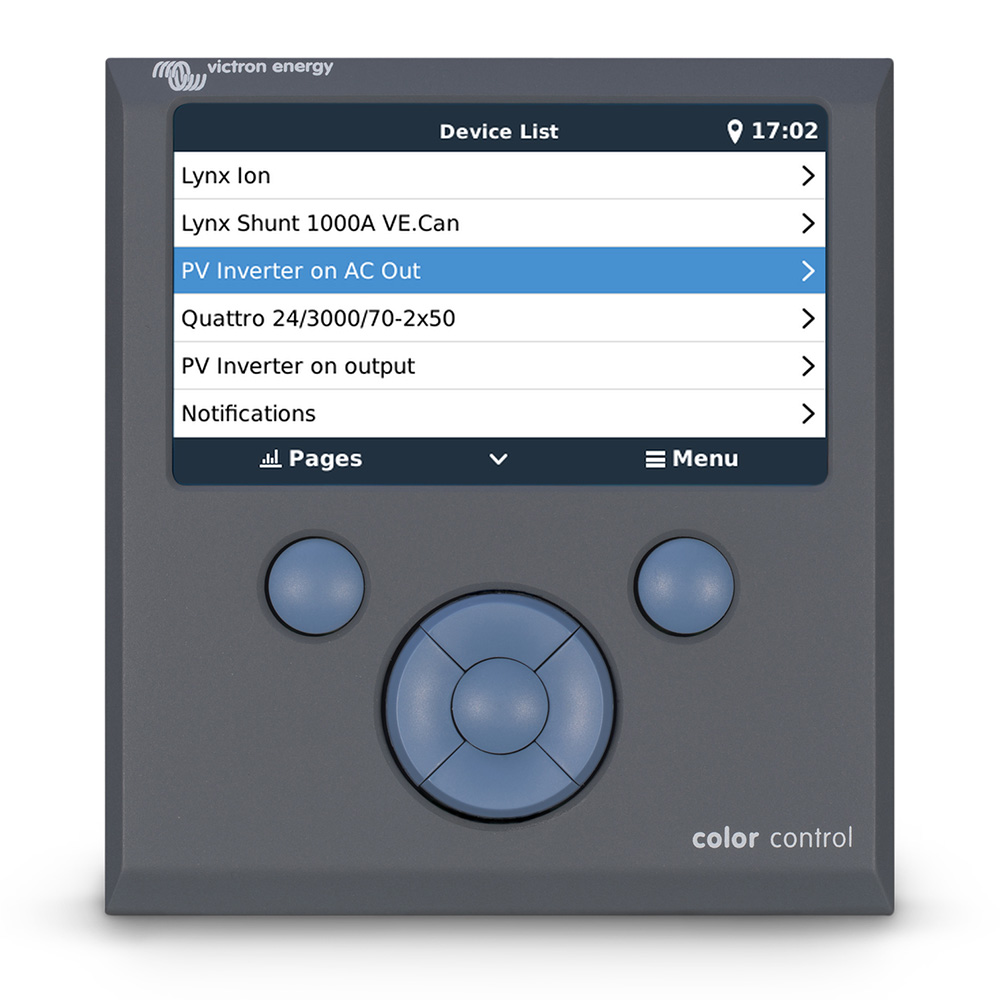 victron energy
Device List 17:02
Lynx Ion
Lynx Shunt 1000A VE.Can
PV Inverter on AC Out
Quattro 24/3000/70-2x50
PV Inverter on output
Notifications
Pages Menu
color control